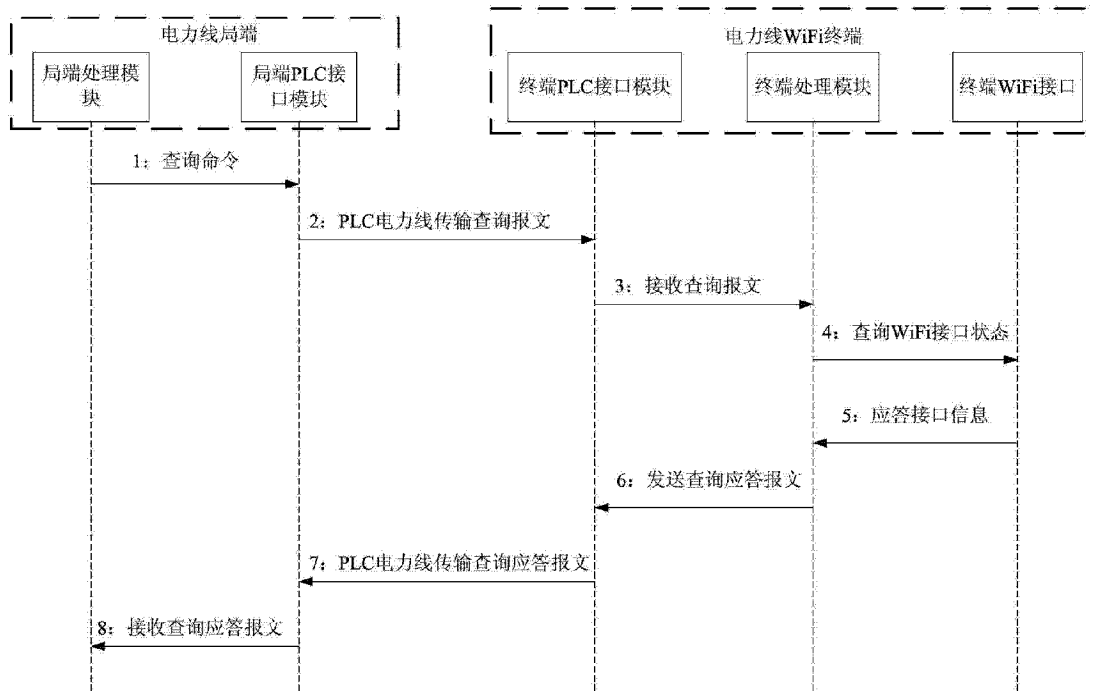 电力线局端
电力线WiFi终端
局端处理模
块
局端PLC接
口模块
终端PLC接口模块
终端处理模块
终端WiFi接口
1：查询命令
2：PLC电力线传输查询报文
3：接收查询报文
4：查询WiFi接口状态
5：应答接口信息
6：发送查询应答报文
7：PLC电力线传输查询应答报文
8：接收查询应答报文